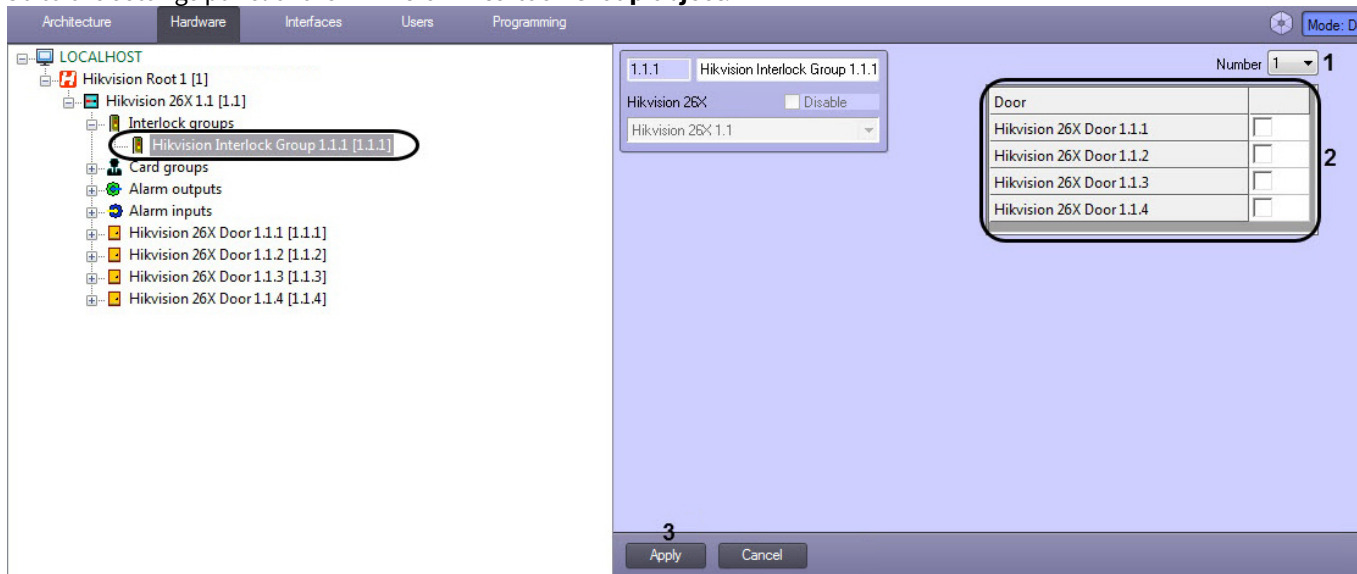 Architecture Hardware Interfaces Users Programming Mode: D
LOCALHOST
Hikvision Root 1 [1]
Hikvision 26X 1.1 [1.1]
Interlock groups
Hikvision Interlock Group 1.1.1 [1.1.1]
Card groups
Alarm outputs
Alarm inputs
Hikvision 26X Door 1.1.1 [1.1.1]
Hikvision 26X Door 1.1.2 [1.1.2]
Hikvision 26X Door 1.1.3 [1.1.3]
Hikvision 26X Door 1.1.4 [1.1.4]
1.1.1 Hikvision Interlock Group 1.1.1
Hikvision 26X Disable
Hikvision 26X 1.1
Number 1 1
Door
Hikvision 26X Door 1.1.1
Hikvision 26X Door 1.1.2
2
Hikvision 26X Door 1.1.3
Hikvision 26X Door 1.1.4
3
Apply Cancel